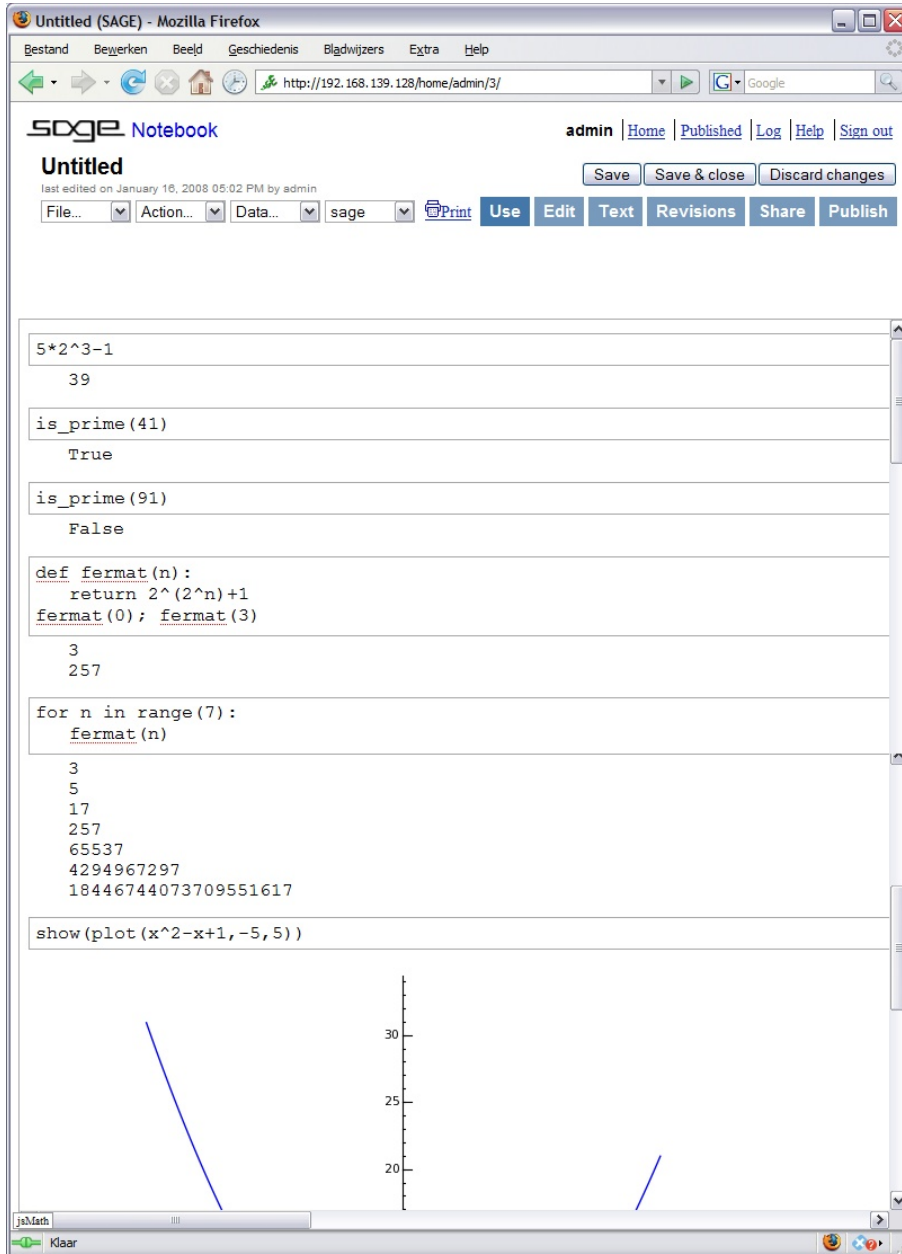 Untitled (SAGE) - Mozilla Firefox
Bestand Bewerken Beeld Geschiedenis Bladwijzers Extra Help
http://192.168.139.128/home/admin/3/ G Google
sage Notebook admin Home Published Log Help Sign out
Untitled Save Save & close Discard changes
last edited on January 16, 2008 05:02 PM by admin
File... Action... Data... sage Print Use Edit Text Revisions Share Publish
5*2^3-1
39
is_prime(41)
True
is_prime(91)
False
def fermat(n):
return 2^(2^n)+1
fermat(0); fermat(3)
3
257
for n in range(7):
fermat(n)
3
5
17
257
65537
4294967297
18446744073709551617
show(plot(x^2-x+1,-5,5))
30
25
20
jsMath
Klaar